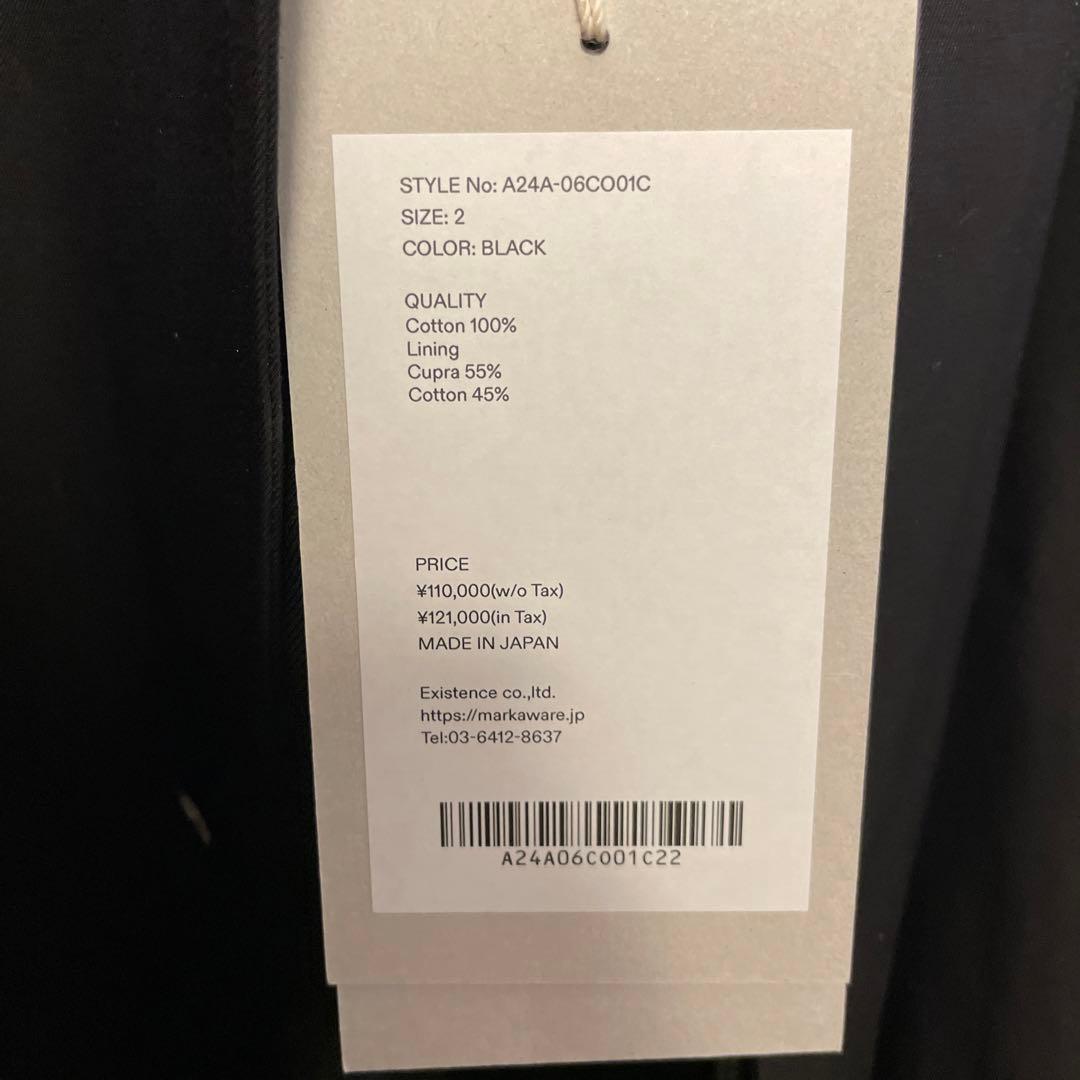 STYLE No: A24A-06CO01C
SIZE: 2
COLOR: BLACK
QUALITY
Cotton 100%
Lining
Cupra 55%
Cotton 45%
PRICE
¥110,000(w/o Tax)
¥121,000(in Tax)
MADE IN JAPAN
Existence co.,ltd.
https://markaware.jp
Tel:03-6412-8637
A24A06CO01C22